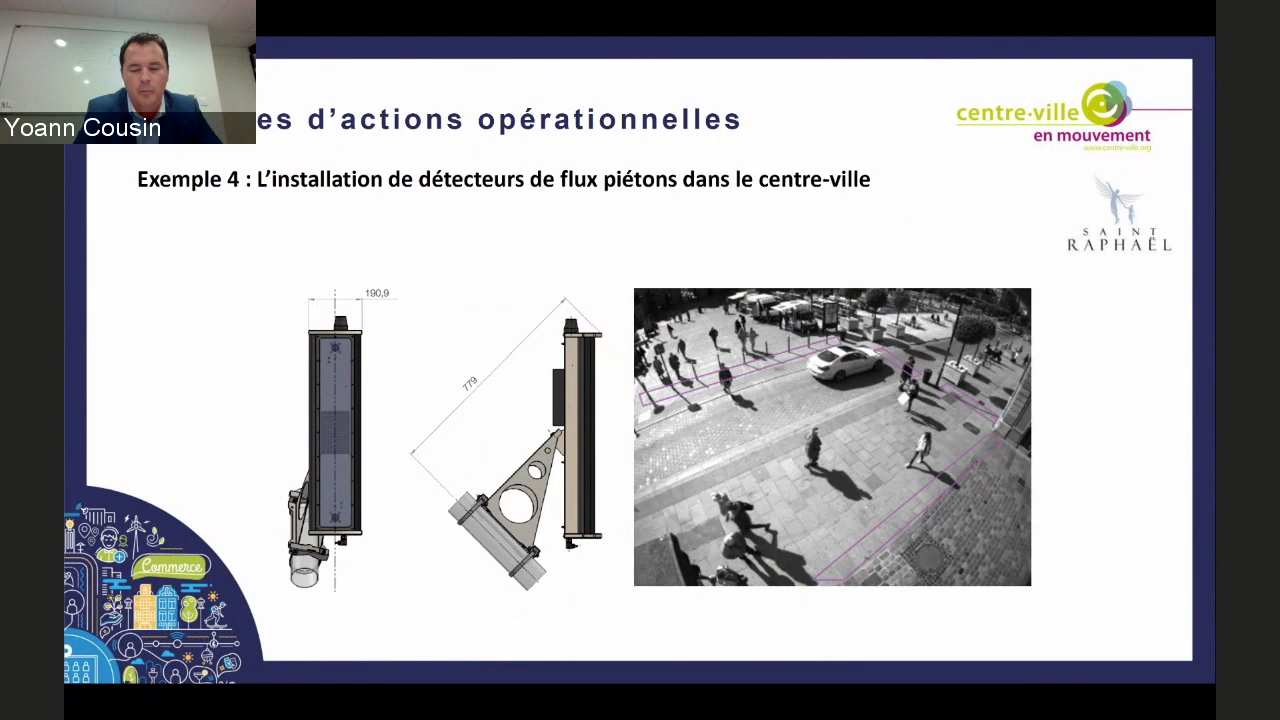 Yoann Cousin
es d’actions opérationnelles
centre-ville
en mouvement
www.centre-ville.org
Exemple 4 : L’installation de détecteurs de flux piétons dans le centre-ville
SAINT
RAPHAËL
190,9
779
Commerce